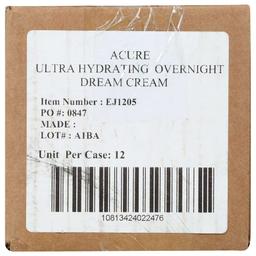 ACURE
ULTRA HYDRATING OVERNIGHT
DREAM CREAM
Item Number : EJ1205
PO #: 0847
MADE :
LOT# : A1BA
Unit Per Case: 12
10813424022476